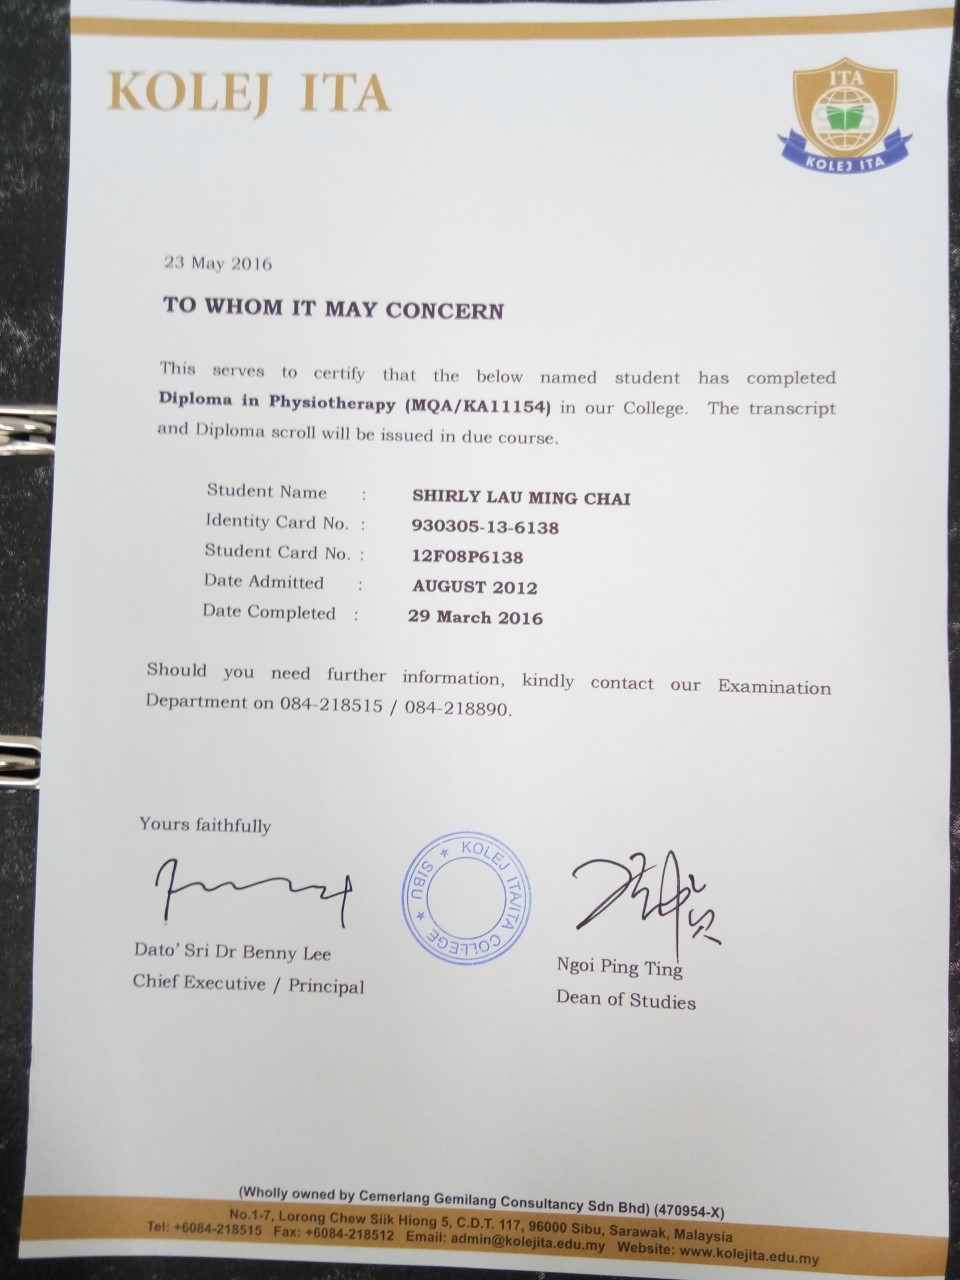 KOLEJ ITA
ITA
KOLEJ ITA
23 May 2016
TO WHOM IT MAY CONCERN
This serves to certify that the below named student has completed
Diploma in Physiotherapy (MQA/KA11154) in our College. The transcript
and Diploma scroll will be issued in due course.
Student Name : SHIRLY LAU MING CHAI
Identity Card No. : 930305-13-6138
Student Card No. : 12F08P6138
Date Admitted : AUGUST 2012
Date Completed : 29 March 2016
Should you need further information, kindly contact our Examination
Department on 084-218515 / 084-218890.
Yours faithfully
KOLEJ ITA/ITA COLLEGE ★ SIBU ★
Dato' Sri Dr Benny Lee
Chief Executive / Principal
Ngoi Ping Ting
Dean of Studies
(Wholly owned by Cemerlang Gemilang Consultancy Sdn Bhd) (470954-X)
No.1-7, Lorong Chew Siik Hiong 5, C.D.T. 117, 96000 Sibu, Sarawak, Malaysia
Tel: +6084-218515 Fax: +6084-218512 Email: admin@kolejita.edu.my Website: www.kolejita.edu.my